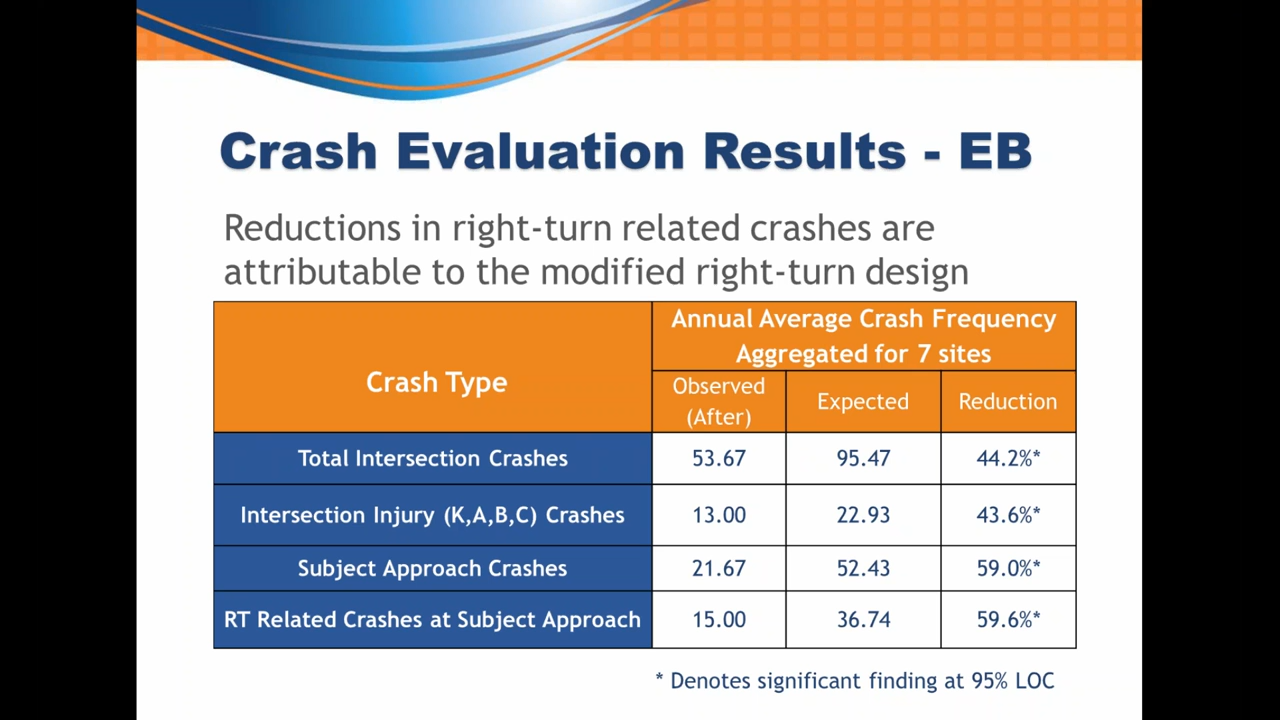 Crash Evaluation Results - EB
Reductions in right-turn related crashes are
attributable to the modified right-turn design
Crash Type
Annual Average Crash Frequency
Aggregated for 7 sites
Observed
(After)
Expected
Reduction
Total Intersection Crashes 53.67 95.47 44.2%*
Intersection Injury (K,A,B,C) Crashes 13.00 22.93 43.6%*
Subject Approach Crashes 21.67 52.43 59.0%*
RT Related Crashes at Subject Approach 15.00 36.74 59.6%*
* Denotes significant finding at 95% LOC